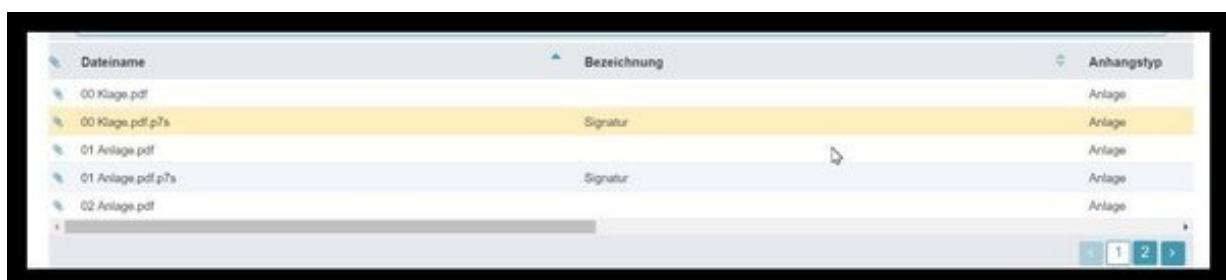 Dateiname Bezeichnung Anhangstyp
00 Klage.pdf Anlage
00 Klage.pdf.p7s Signatur Anlage
01 Anlage.pdf Anlage
01 Anlage.pdf.p7s Signatur Anlage
02 Anlage.pdf Anlage
< 1 2 >